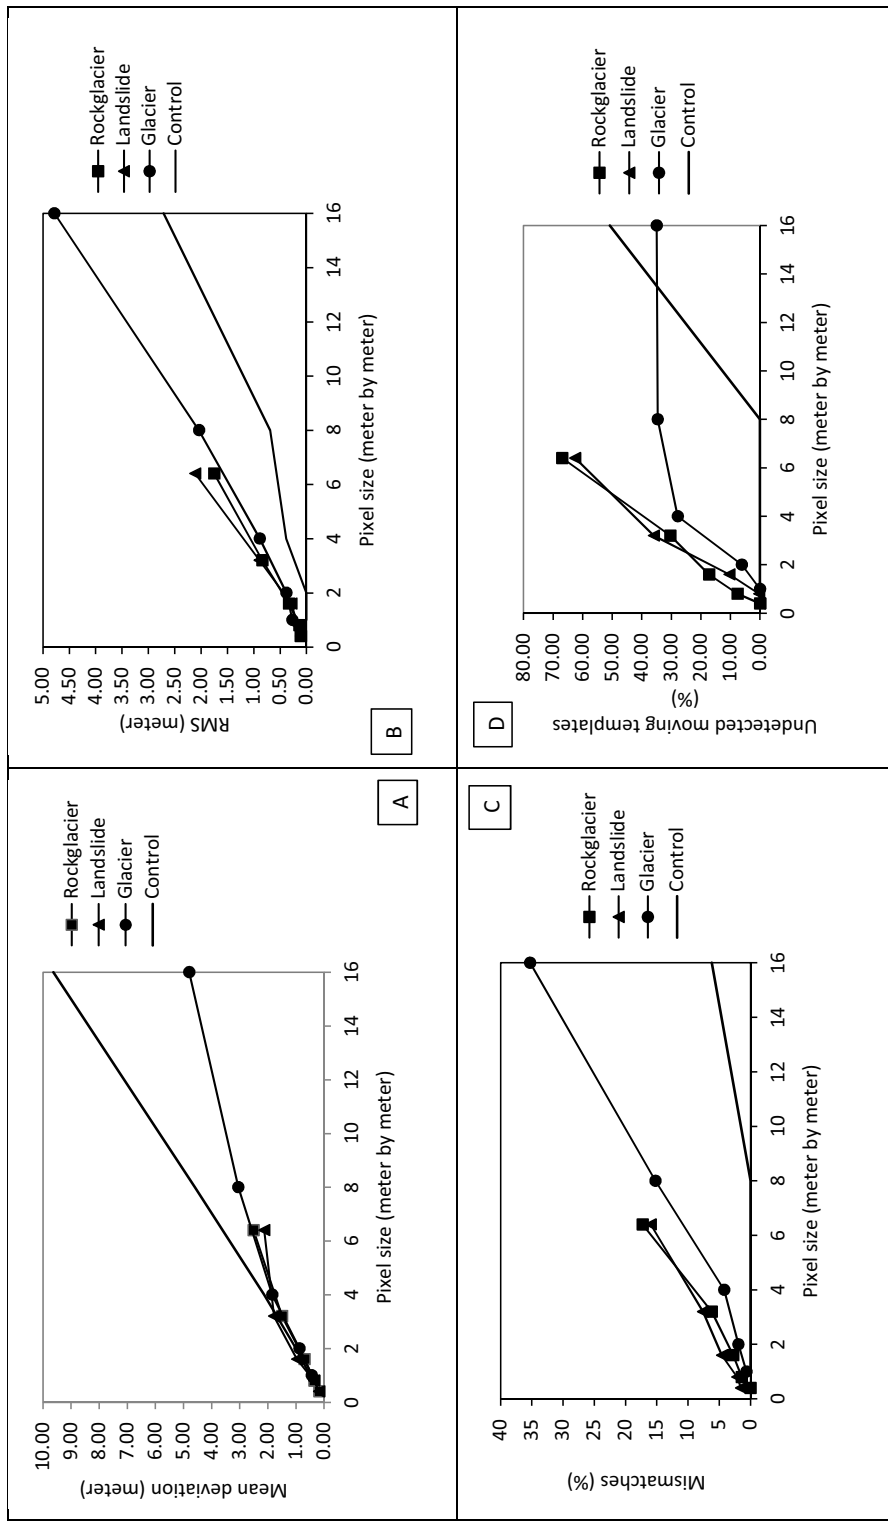 Mean deviation (meter)
10.00
9.00
8.00
7.00
6.00
5.00
4.00
3.00
2.00
1.00
0.00
0 2 4 6 8 10 12 14 16
Pixel size (meter by meter)
Rockglacier
Landslide
Glacier
Control
A
RMS (meter)
5.00
4.50
4.00
3.50
3.00
2.50
2.00
1.50
1.00
0.50
0.00
0 2 4 6 8 10 12 14 16
Pixel size (meter by meter)
Rockglacier
Landslide
Glacier
Control
B
Mismatches (%)
40
35
30
25
20
15
10
5
0
0 2 4 6 8 10 12 14 16
Pixel size (meter by meter)
Rockglacier
Landslide
Glacier
Control
C
D
Undetected moving templates
(%)
80.00
70.00
60.00
50.00
40.00
30.00
20.00
10.00
0.00
0 2 4 6 8 10 12 14 16
Pixel size (meter by meter)
Rockglacier
Landslide
Glacier
Control